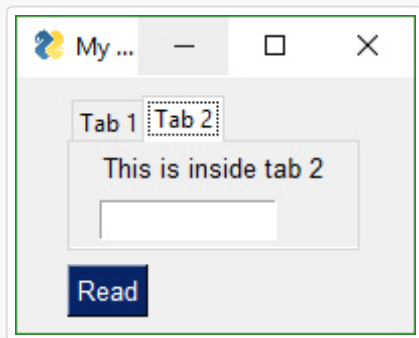 My ...
Tab 1 Tab 2
This is inside tab 2
Read